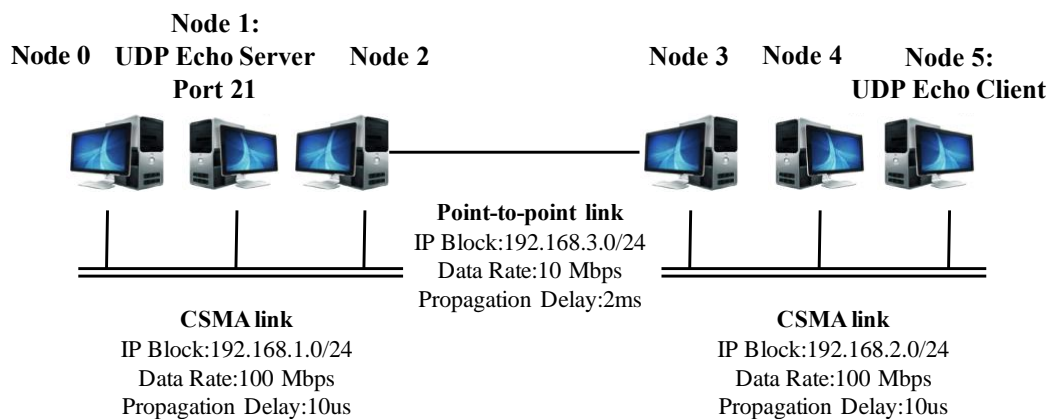 Node 0
Node 1:
UDP Echo Server
Port 21
Node 2
Node 3
Node 4
Node 5:
UDP Echo Client
Point-to-point link
IP Block:192.168.3.0/24
Data Rate:10 Mbps
Propagation Delay:2ms
CSMA link
IP Block:192.168.1.0/24
Data Rate:100 Mbps
Propagation Delay:10us
CSMA link
IP Block:192.168.2.0/24
Data Rate:100 Mbps
Propagation Delay:10us